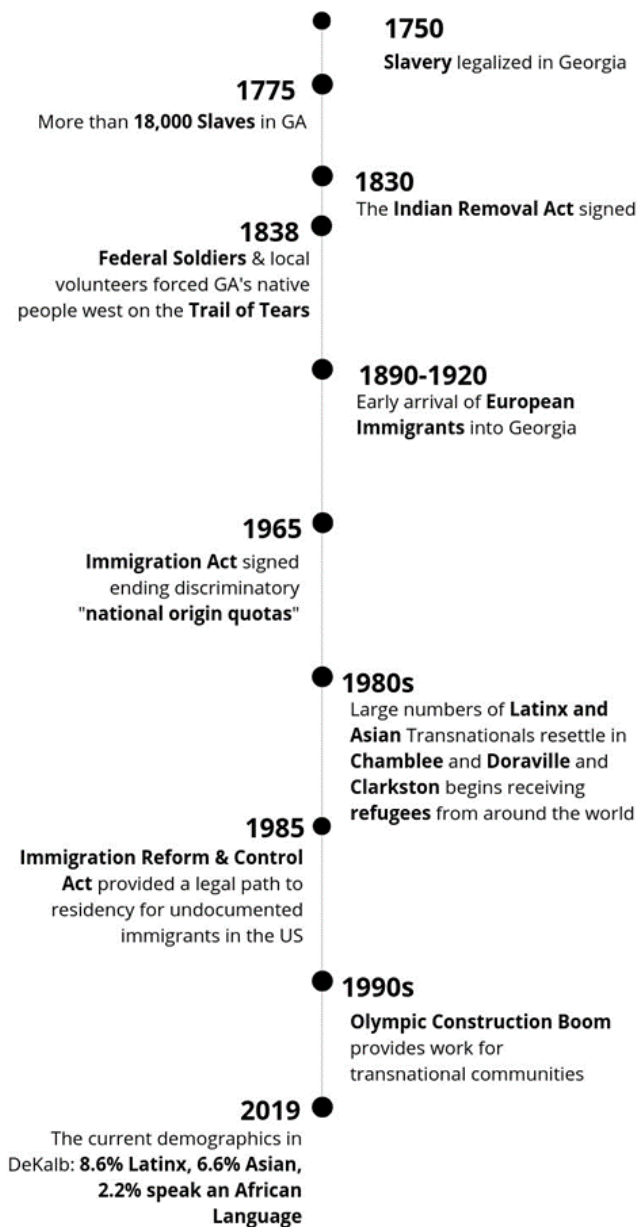 1750
Slavery legalized in Georgia
1775
More than 18,000 Slaves in GA
1830
The Indian Removal Act signed
1838
Federal Soldiers & local
volunteers forced GA's native
people west on the Trail of Tears
1890-1920
Early arrival of European
Immigrants into Georgia
1965
Immigration Act signed
ending discriminatory
"national origin quotas"
1980s
Large numbers of Latinx and
Asian Transnationals resettle in
Chamblee and Doraville and
Clarkston begins receiving
refugees from around the world
1985
Immigration Reform & Control
Act provided a legal path to
residency for undocumented
immigrants in the US
1990s
Olympic Construction Boom
provides work for
transnational communities
2019
The current demographics in
DeKalb: 8.6% Latinx, 6.6% Asian,
2.2% speak an African
Language